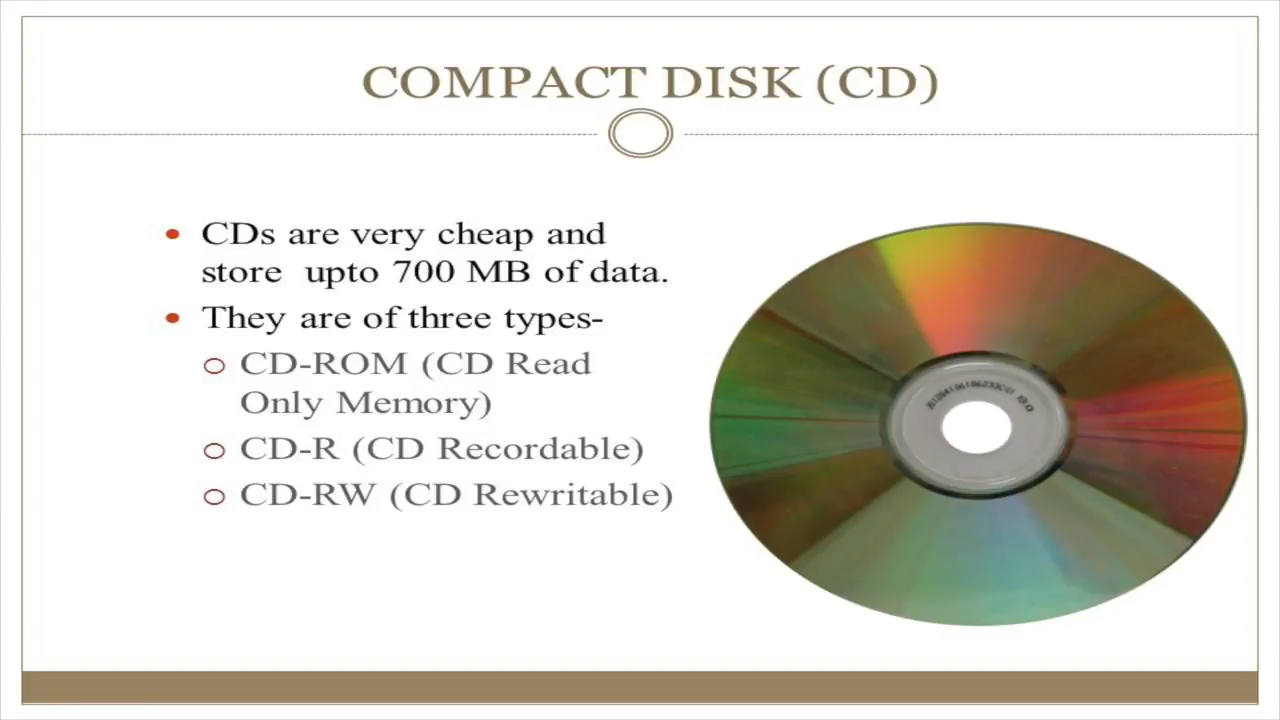 COMPACT DISK (CD)
CDs are very cheap and
store upto 700 MB of data.
They are of three types-
CD-ROM (CD Read
Only Memory)
CD-R (CD Recordable)
CD-RW (CD Rewritable)